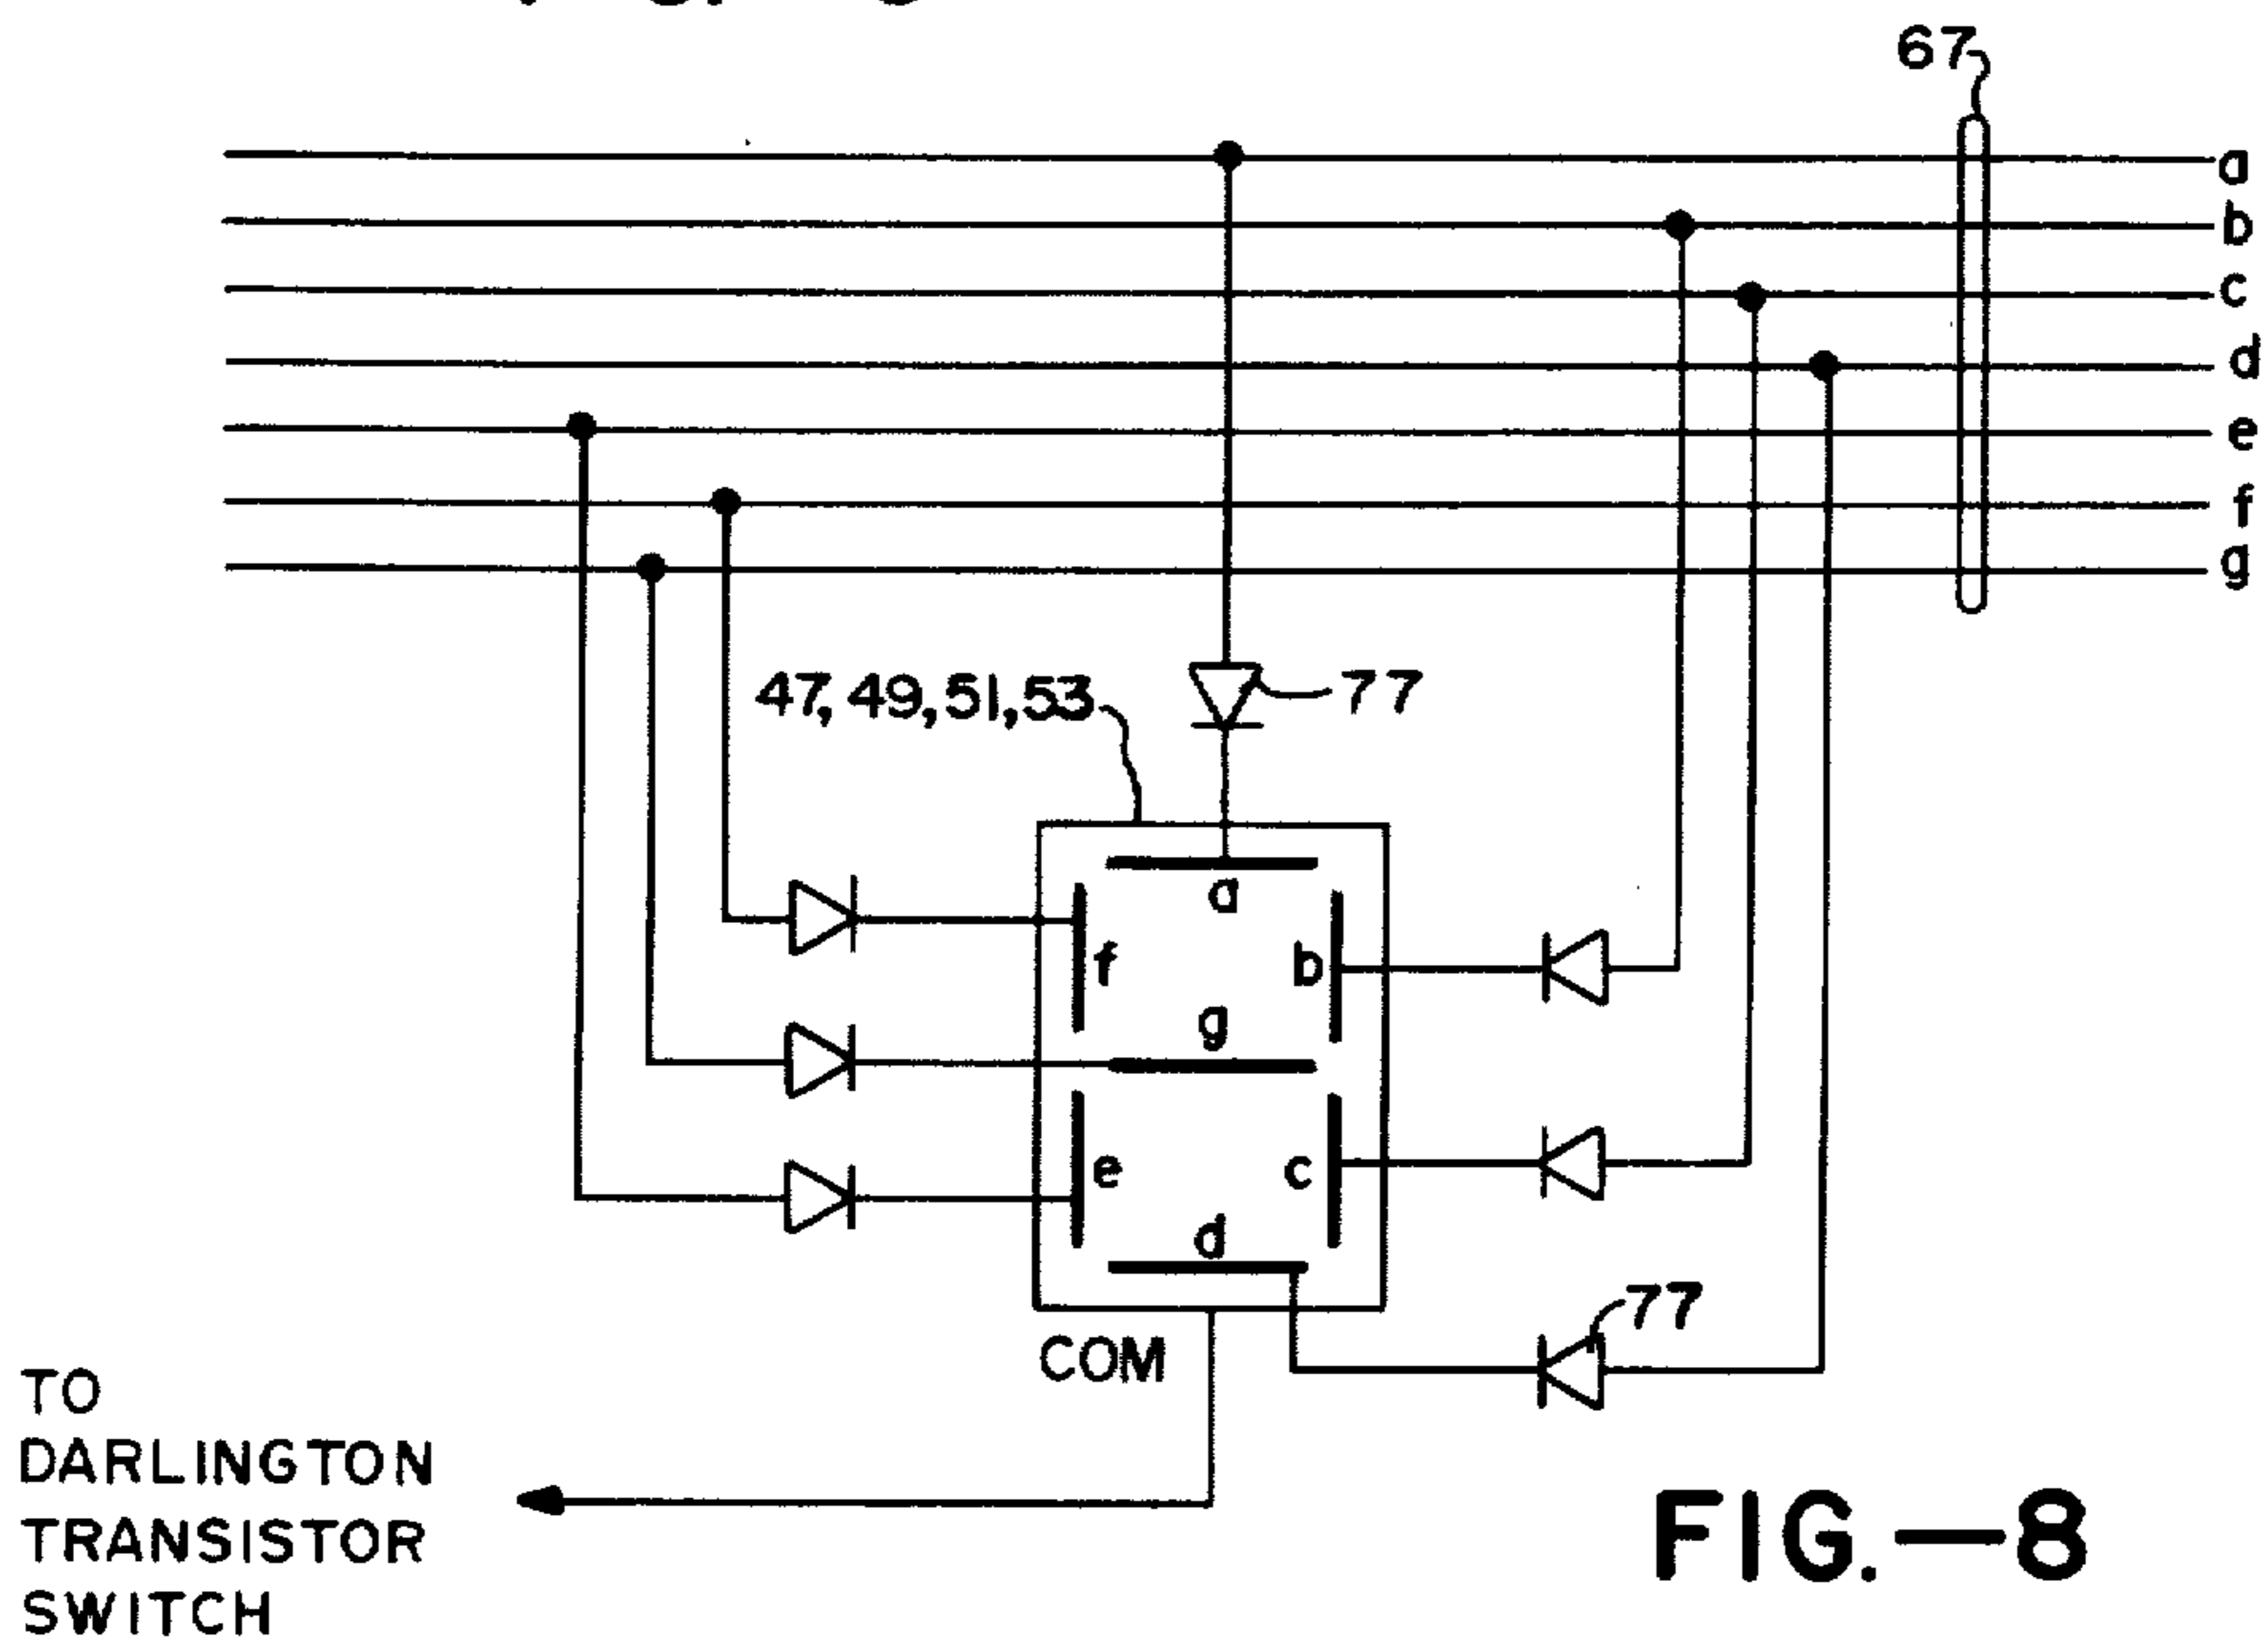 67
a
b
c
d
e
f
g
47, 49, 51, 53
77
a
f
b
g
e
c
d
77
COM
TO
DARLINGTON
TRANSISTOR
SWITCH
FIG.—8